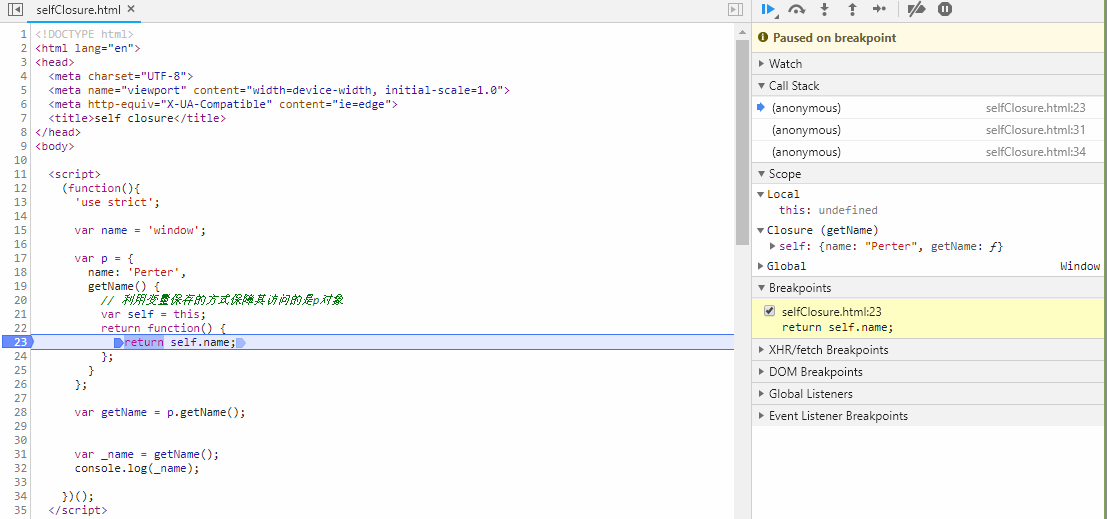 selfClosure.html ×
1 <!DOCTYPE html>
2 <html lang="en">
3 <head>
4 <meta charset="UTF-8">
5 <meta name="viewport" content="width=device-width, initial-scale=1.0">
6 <meta http-equiv="X-UA-Compatible" content="ie=edge">
7 <title>self closure</title>
8 </head>
9 <body>
10
11 <script>
12 (function(){
13 'use strict';
14
15 var name = 'window';
16
17 var p = {
18 name: 'Perter',
19 getName() {
20 // 利用变量保存的方式保障其访问的是p对象
21 var self = this;
22 return function() {
23 return self.name;
24 };
25 }
26 };
27
28 var getName = p.getName();
29
30
31 var _name = getName();
32 console.log(_name);
33
34 })();
35 </script>
Paused on breakpoint
Watch
Call Stack
(anonymous) selfClosure.html:23
(anonymous) selfClosure.html:31
(anonymous) selfClosure.html:34
Scope
Local
this: undefined
Closure (getName)
self: {name: "Perter", getName: ƒ}
Global Window
Breakpoints
selfClosure.html:23
return self.name;
XHR/fetch Breakpoints
DOM Breakpoints
Global Listeners
Event Listener Breakpoints